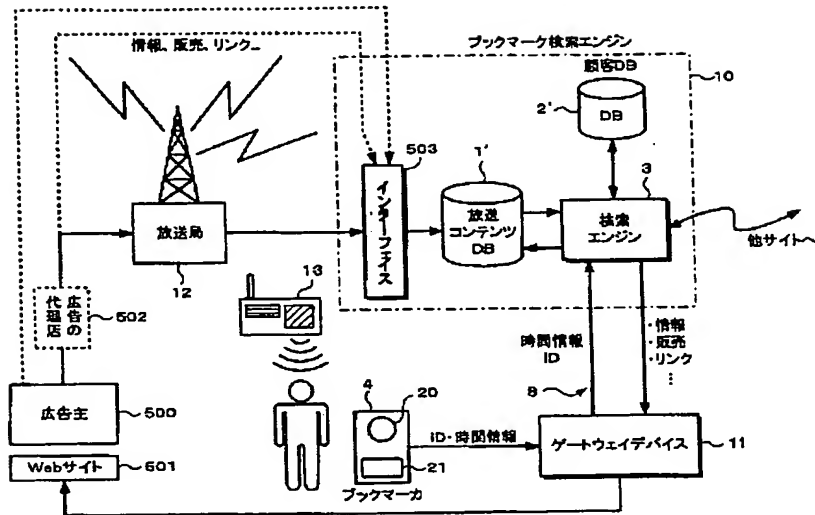 情報、販売、リンク...
ブックマーク検索エンジン
顧客DB
10
2'
DB
503
1'
3
インターフェイス
放送
コンテンツ
DB
検索
エンジン
他サイトへ
放送局
12
13
広告の
代理店
502
時間情報
ID
・情報
・販売
・リンク
⋮
8
広告主
500
4
20
21
ID・時間情報
ゲートウェイデバイス
11
Webサイト
501
ブックマーカ